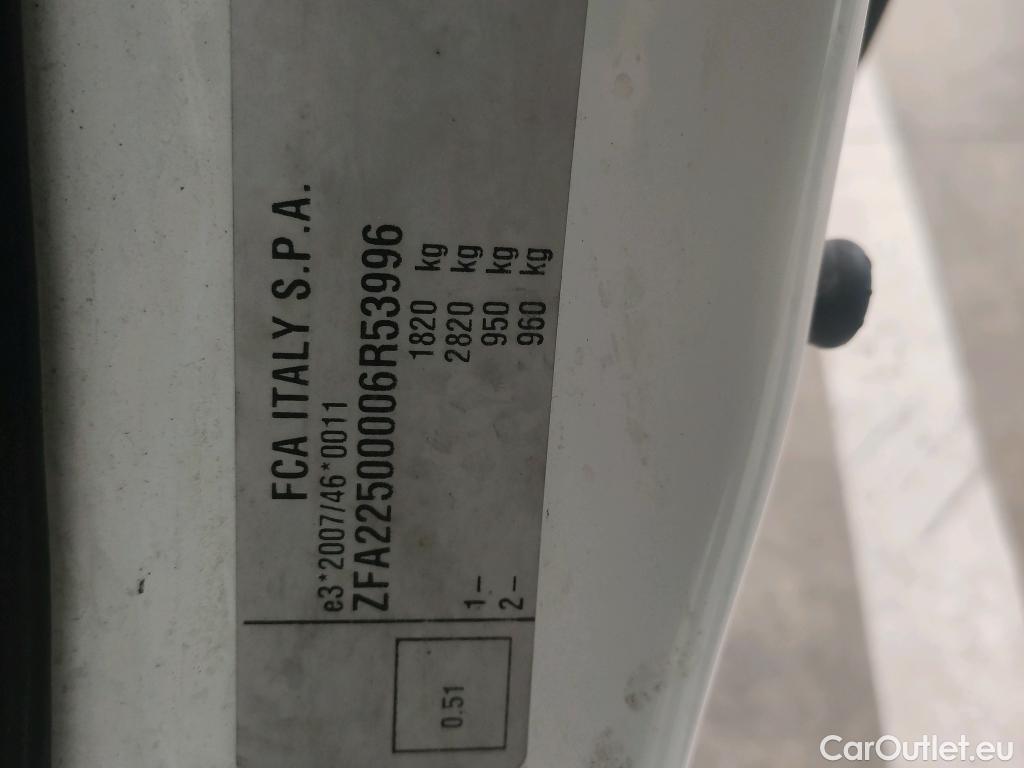 FCA ITALY S.P.A.
e3*2007/46*0011
ZFA2250006R53996
1820 kg
2820 kg
1– 950 kg
2– 960 kg
0.51
CarOutlet.eu